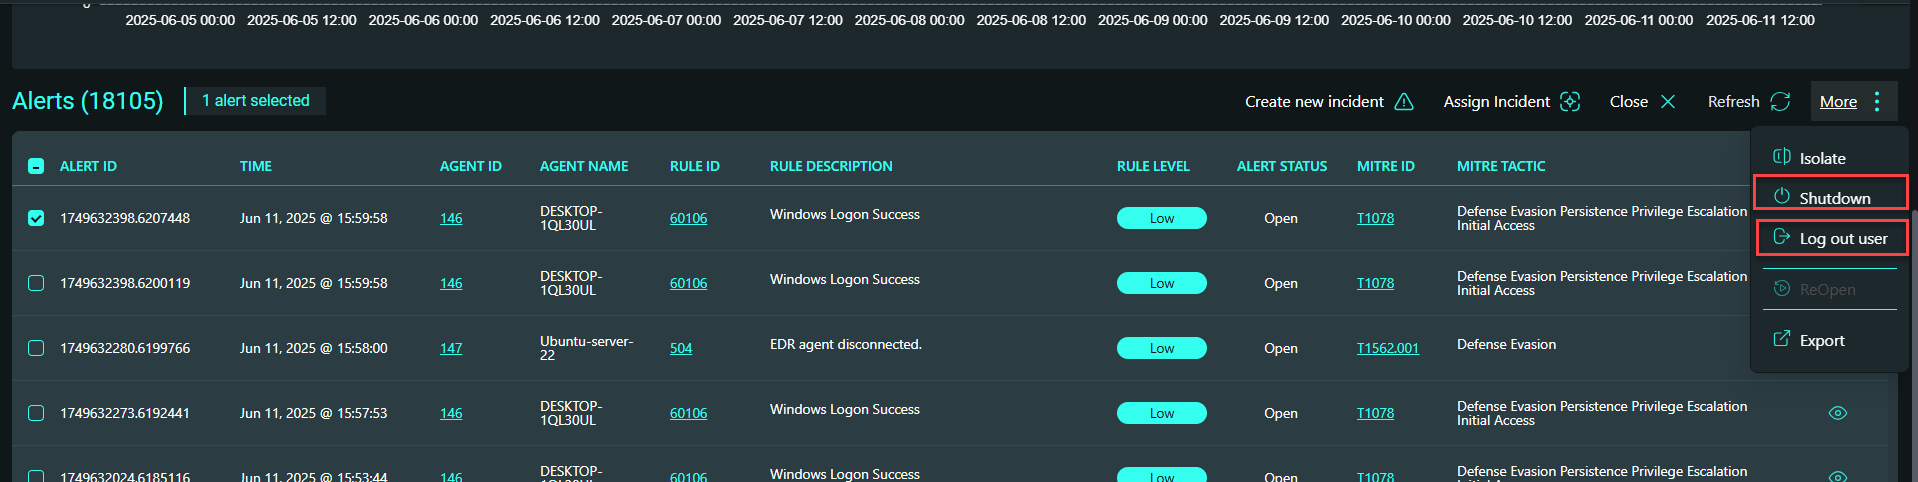 0
2025-06-05 00:00 2025-06-05 12:00 2025-06-06 00:00 2025-06-06 12:00 2025-06-07 00:00 2025-06-07 12:00 2025-06-08 00:00 2025-06-08 12:00 2025-06-09 00:00 2025-06-09 12:00 2025-06-10 00:00 2025-06-10 12:00 2025-06-11 00:00 2025-06-11 12:00
Alerts (18105) 1 alert selected Create new incident Assign Incident Close Refresh More
Isolate
Shutdown
Log out user
ReOpen
Export
ALERT ID TIME AGENT ID AGENT NAME RULE ID RULE DESCRIPTION RULE LEVEL ALERT STATUS MITRE ID MITRE TACTIC
1749632398.6207448 Jun 11, 2025 @ 15:59:58 146 DESKTOP- 60106 Windows Logon Success Low Open T1078 Defense Evasion Persistence Privilege Escalation
1QL30UL Initial Access
1749632398.6200119 Jun 11, 2025 @ 15:59:58 146 DESKTOP- 60106 Windows Logon Success Low Open T1078 Defense Evasion Persistence Privilege Escalation
1QL30UL Initial Access
1749632280.6199766 Jun 11, 2025 @ 15:58:00 147 Ubuntu-server- 504 EDR agent disconnected. Low Open T1562.001 Defense Evasion
22
1749632273.6192441 Jun 11, 2025 @ 15:57:53 146 DESKTOP- 60106 Windows Logon Success Low Open T1078 Defense Evasion Persistence Privilege Escalation
1QL30UL Initial Access
1749632024.6185116 Jun 11, 2025 @ 15:53:44 146 DESKTOP- 60106 Windows Logon Success Low Open T1078 Defense Evasion Persistence Privilege Escalation
1QL30UL Initial Access